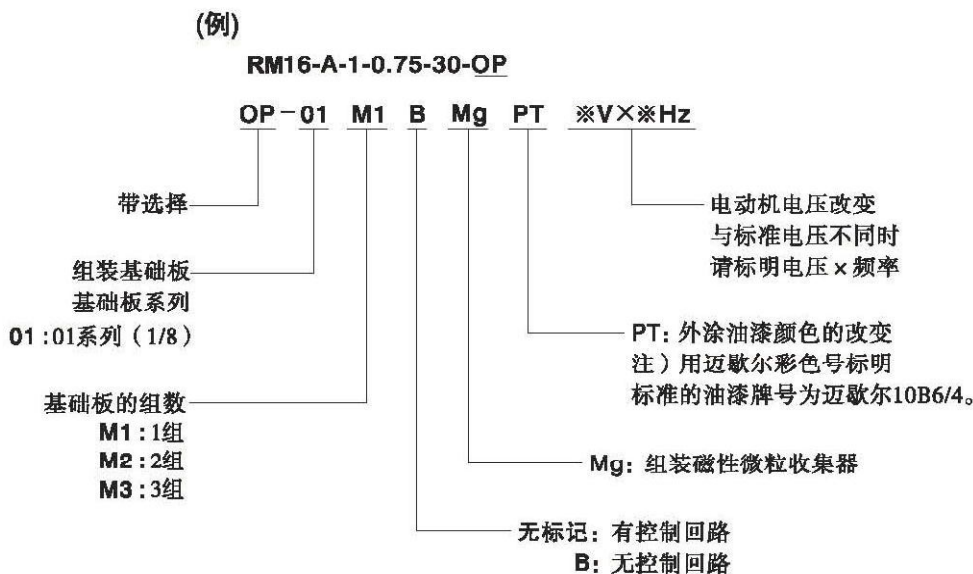 (例)
RM16-A-1-0.75-30-OP
OP-01 M1 B Mg PT ※V×※Hz
带选择
组装基础板
基础板系列
01:01系列（1/8）
基础板的组数
M1:1组
M2:2组
M3:3组
电动机电压改变
与标准电压不同时
请标明电压×频率
PT: 外涂油漆颜色的改变
注）用迈歇尔彩色号标明
标准的油漆牌号为迈歇尔10B6/4。
Mg: 组装磁性微粒收集器
无标记: 有控制回路
B: 无控制回路